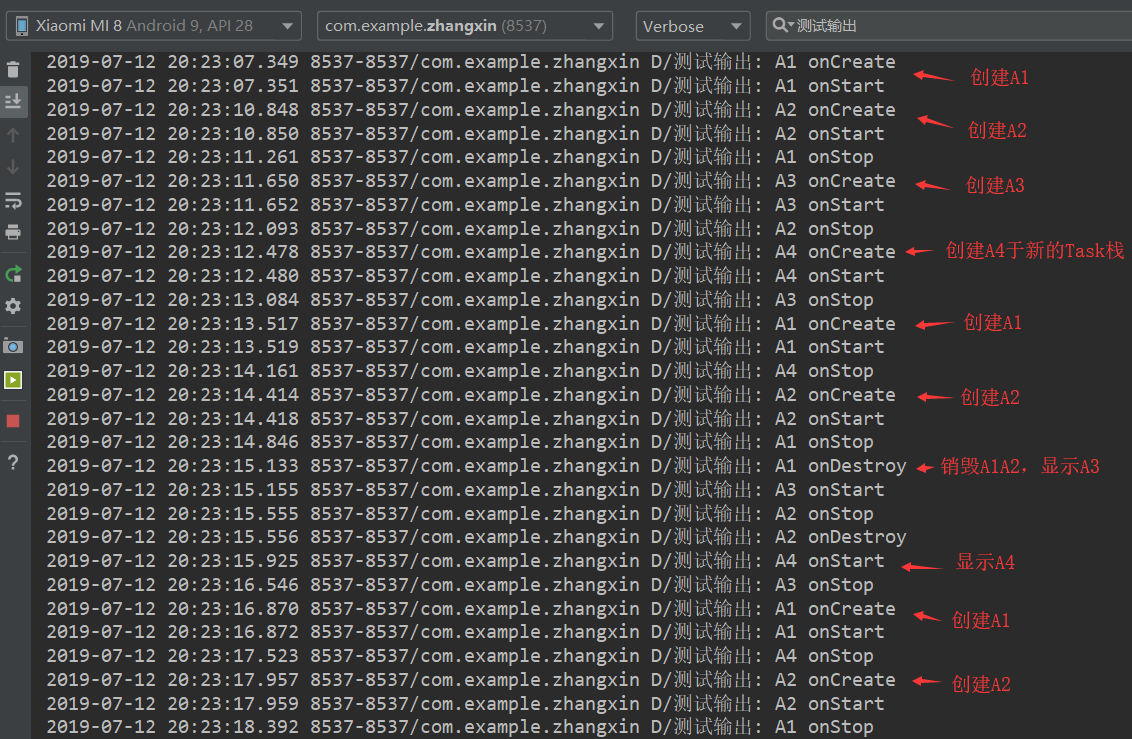 Xiaomi MI 8 Android 9, API 28 com.example.zhangxin (8537) Verbose 测试输出
2019-07-12 20:23:07.349 8537-8537/com.example.zhangxin D/测试输出: A1 onCreate
创建A1
2019-07-12 20:23:07.351 8537-8537/com.example.zhangxin D/测试输出: A1 onStart
2019-07-12 20:23:10.848 8537-8537/com.example.zhangxin D/测试输出: A2 onCreate
创建A2
2019-07-12 20:23:10.850 8537-8537/com.example.zhangxin D/测试输出: A2 onStart
2019-07-12 20:23:11.261 8537-8537/com.example.zhangxin D/测试输出: A1 onStop
2019-07-12 20:23:11.650 8537-8537/com.example.zhangxin D/测试输出: A3 onCreate
创建A3
2019-07-12 20:23:11.652 8537-8537/com.example.zhangxin D/测试输出: A3 onStart
2019-07-12 20:23:12.093 8537-8537/com.example.zhangxin D/测试输出: A2 onStop
2019-07-12 20:23:12.478 8537-8537/com.example.zhangxin D/测试输出: A4 onCreate
创建A4于新的Task栈
2019-07-12 20:23:12.480 8537-8537/com.example.zhangxin D/测试输出: A4 onStart
2019-07-12 20:23:13.084 8537-8537/com.example.zhangxin D/测试输出: A3 onStop
2019-07-12 20:23:13.517 8537-8537/com.example.zhangxin D/测试输出: A1 onCreate
创建A1
2019-07-12 20:23:13.519 8537-8537/com.example.zhangxin D/测试输出: A1 onStart
2019-07-12 20:23:14.161 8537-8537/com.example.zhangxin D/测试输出: A4 onStop
2019-07-12 20:23:14.414 8537-8537/com.example.zhangxin D/测试输出: A2 onCreate
创建A2
2019-07-12 20:23:14.418 8537-8537/com.example.zhangxin D/测试输出: A2 onStart
2019-07-12 20:23:14.846 8537-8537/com.example.zhangxin D/测试输出: A1 onStop
2019-07-12 20:23:15.133 8537-8537/com.example.zhangxin D/测试输出: A1 onDestroy
销毁A1A2，显示A3
2019-07-12 20:23:15.155 8537-8537/com.example.zhangxin D/测试输出: A3 onStart
2019-07-12 20:23:15.555 8537-8537/com.example.zhangxin D/测试输出: A2 onStop
2019-07-12 20:23:15.556 8537-8537/com.example.zhangxin D/测试输出: A2 onDestroy
2019-07-12 20:23:15.925 8537-8537/com.example.zhangxin D/测试输出: A4 onStart
显示A4
2019-07-12 20:23:16.546 8537-8537/com.example.zhangxin D/测试输出: A3 onStop
2019-07-12 20:23:16.870 8537-8537/com.example.zhangxin D/测试输出: A1 onCreate
创建A1
2019-07-12 20:23:16.872 8537-8537/com.example.zhangxin D/测试输出: A1 onStart
2019-07-12 20:23:17.523 8537-8537/com.example.zhangxin D/测试输出: A4 onStop
2019-07-12 20:23:17.957 8537-8537/com.example.zhangxin D/测试输出: A2 onCreate
创建A2
2019-07-12 20:23:17.959 8537-8537/com.example.zhangxin D/测试输出: A2 onStart
2019-07-12 20:23:18.392 8537-8537/com.example.zhangxin D/测试输出: A1 onStop